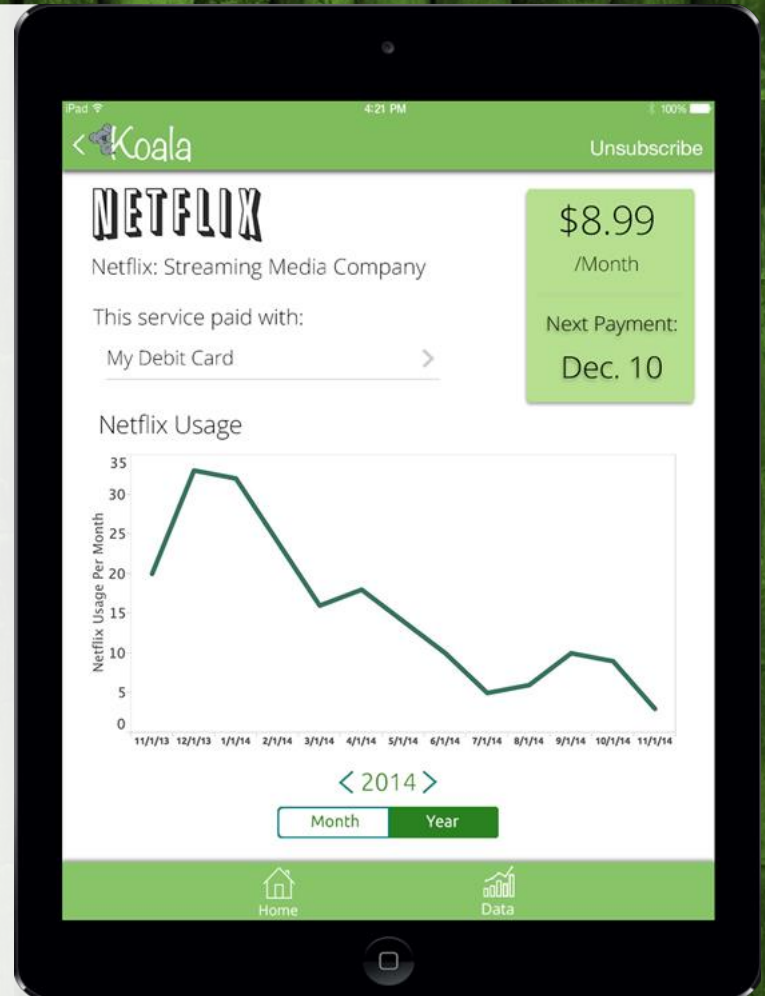 iPad 4:21 PM 100%
Koala Unsubscribe
NETFLIX
Netflix: Streaming Media Company
This service paid with:
My Debit Card
$8.99
/Month
Next Payment:
Dec. 10
Netflix Usage
Netflix Usage Per Month
35
30
25
20
15
10
5
0
11/1/13 12/1/13 1/1/14 2/1/14 3/1/14 4/1/14 5/1/14 6/1/14 7/1/14 8/1/14 9/1/14 10/1/14 11/1/14
< 2014 >
Month Year
Home Data